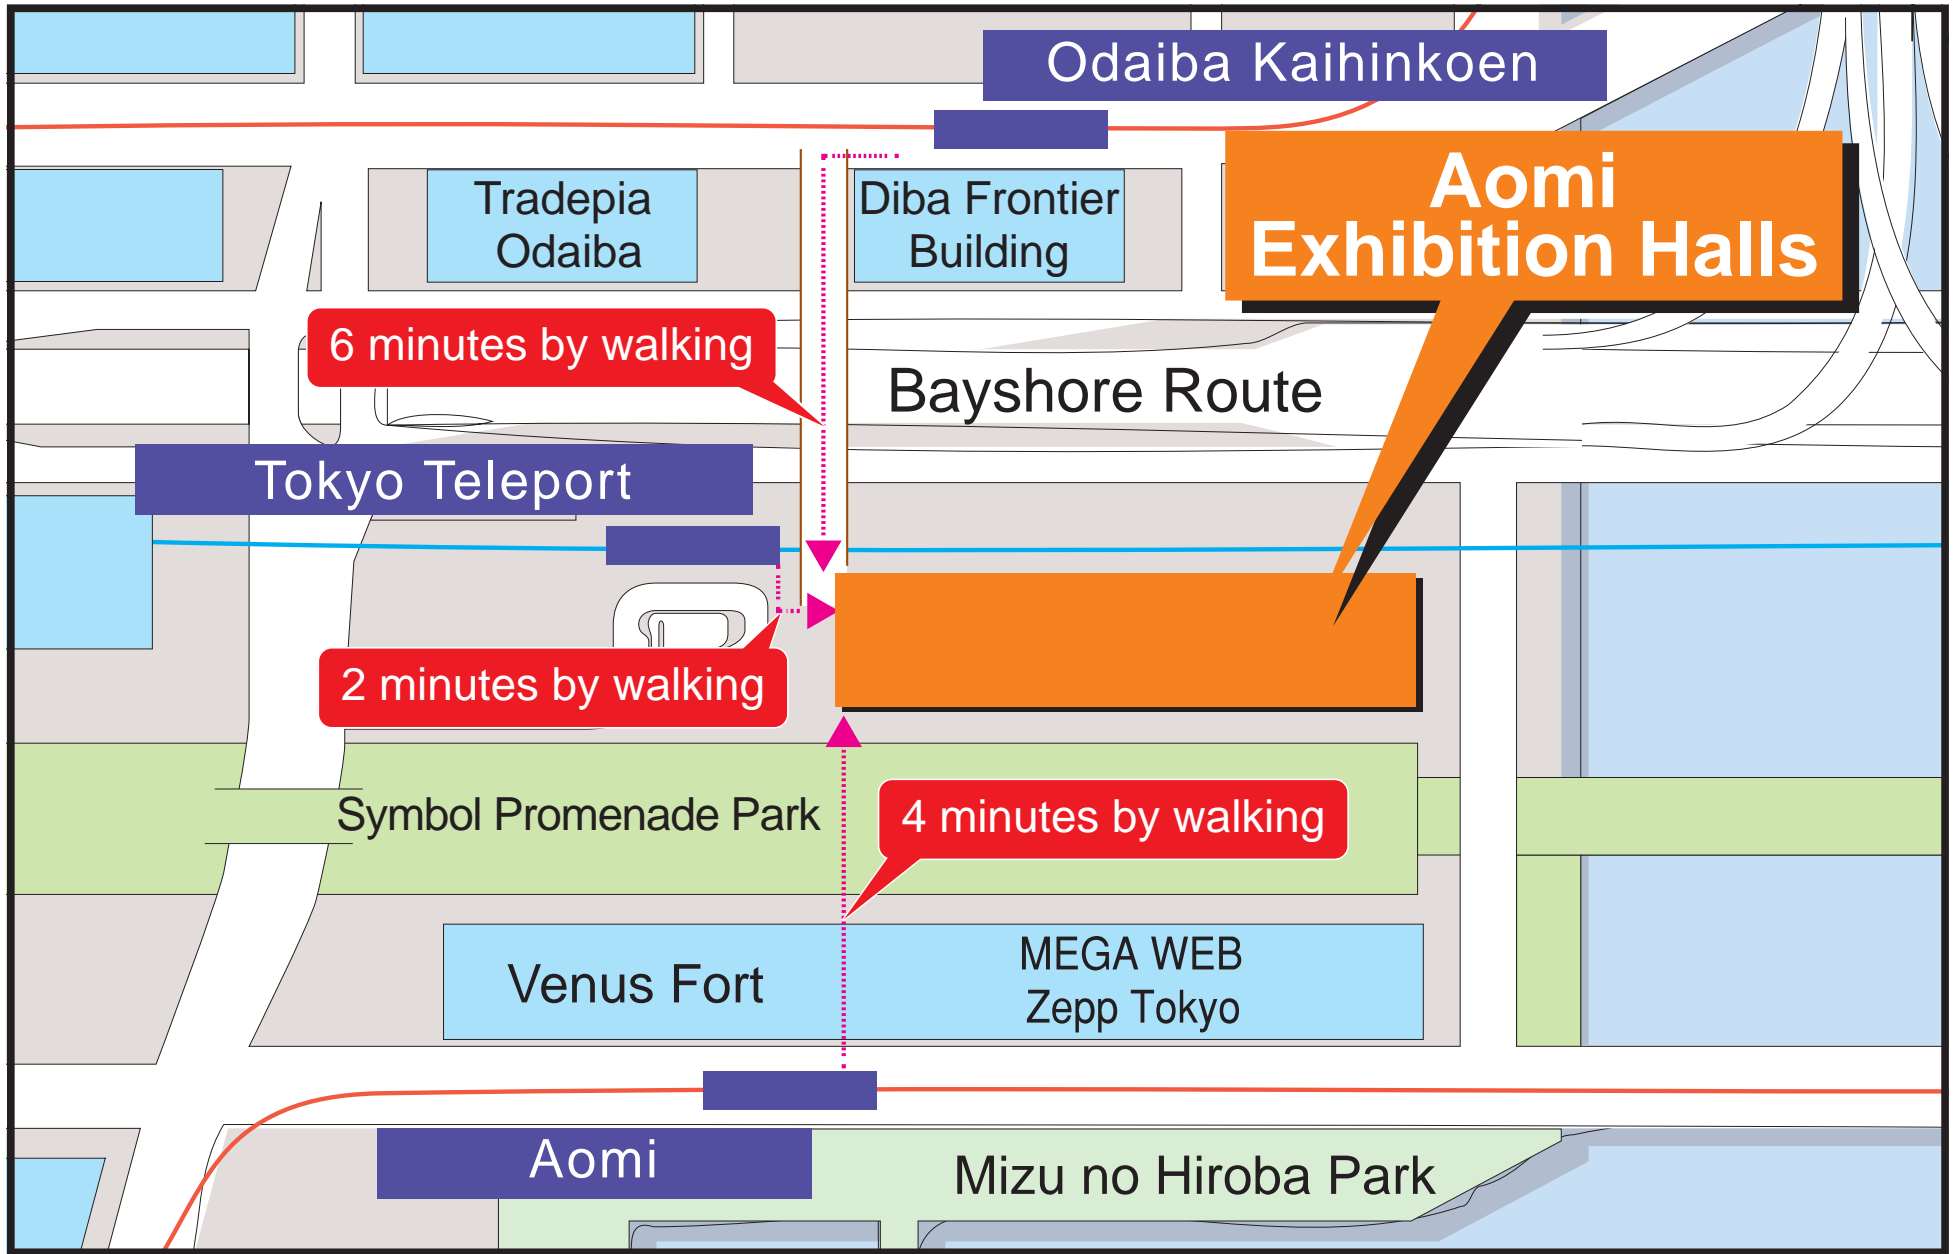 Odaiba Kaihinkoen
Aomi
Exhibition Halls
Tradepia
Odaiba
Diba Frontier
Building
6 minutes by walking
Bayshore Route
Tokyo Teleport
2 minutes by walking
Symbol Promenade Park
4 minutes by walking
Venus Fort
MEGA WEB
Zepp Tokyo
Aomi
Mizu no Hiroba Park